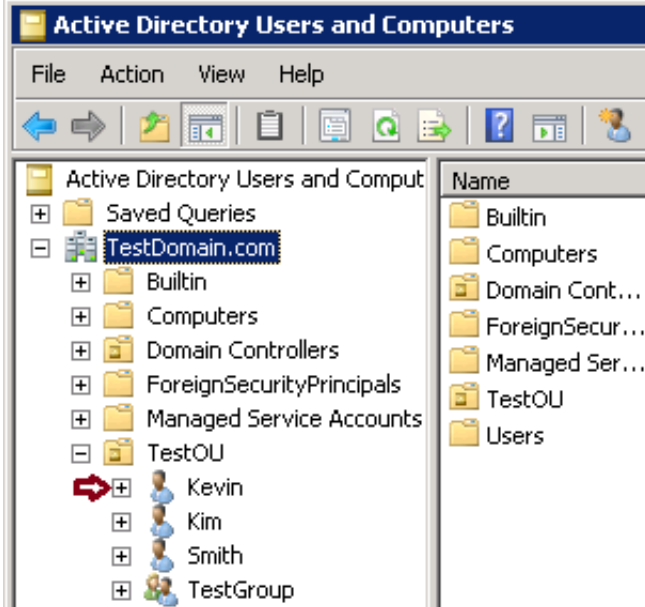 Active Directory Users and Computers
File Action View Help
Active Directory Users and Comput
Saved Queries
TestDomain.com
Builtin
Computers
Domain Controllers
ForeignSecurityPrincipals
Managed Service Accounts
TestOU
Kevin
Kim
Smith
TestGroup
Name
Builtin
Computers
Domain Cont...
ForeignSecur...
Managed Ser...
TestOU
Users